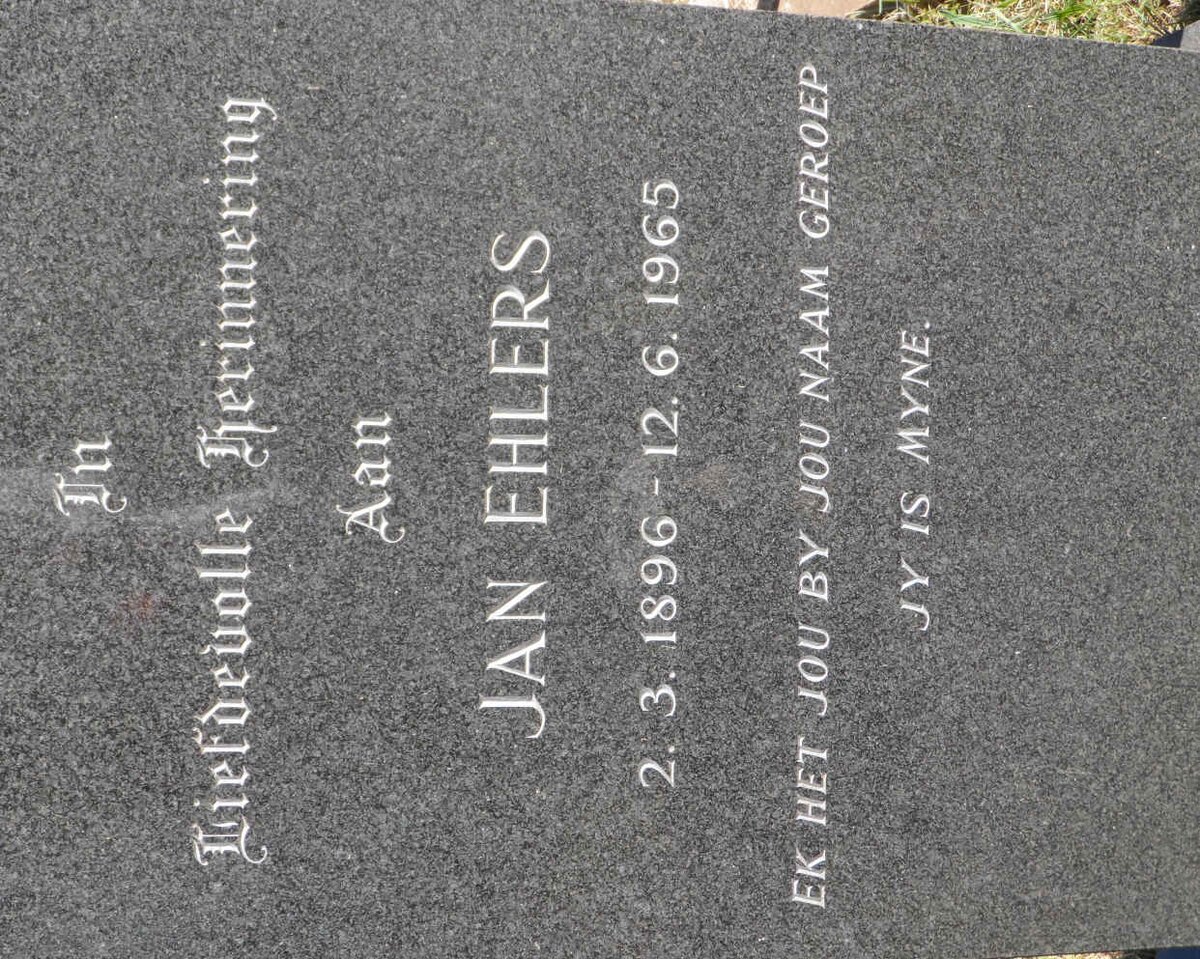 In
Liefdevolle Herinnering
Aan
JAN EHLERS
2. 3. 1896 - 12. 6. 1965
EK HET JOU BY JOU NAAM GEROEP
JY IS MYNE.